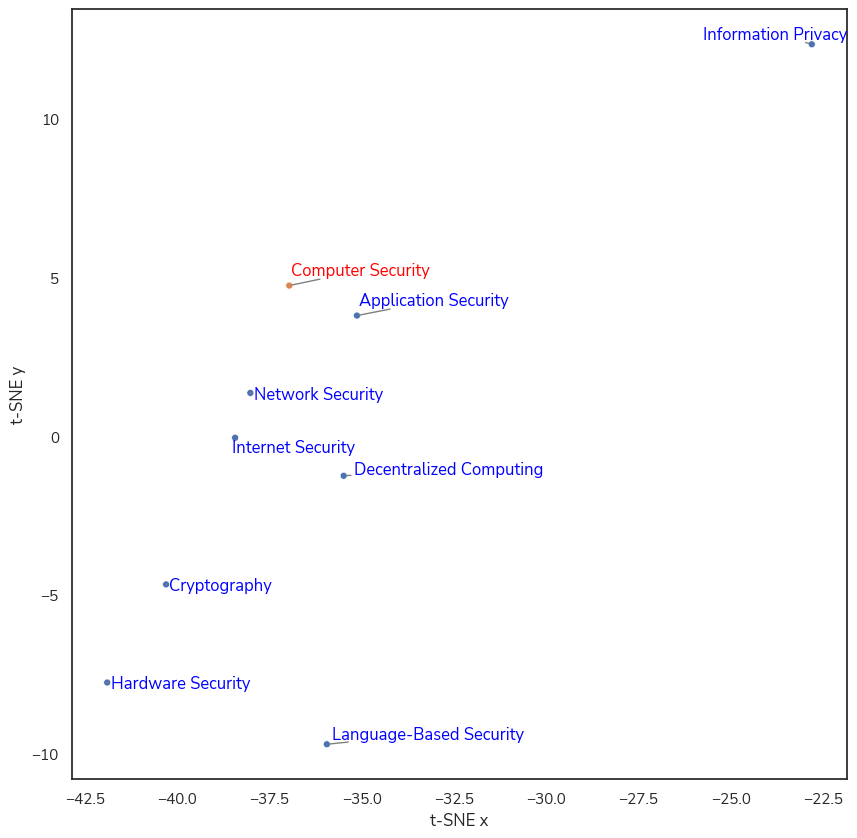 Information Privacy
10
Computer Security
5
Application Security
Network Security
t-SNE y
0
Internet Security
Decentralized Computing
Cryptography
−5
Hardware Security
Language-Based Security
−10
−42.5 −40.0 −37.5 −35.0 −32.5 −30.0 −27.5 −25.0 −22.5
t-SNE x